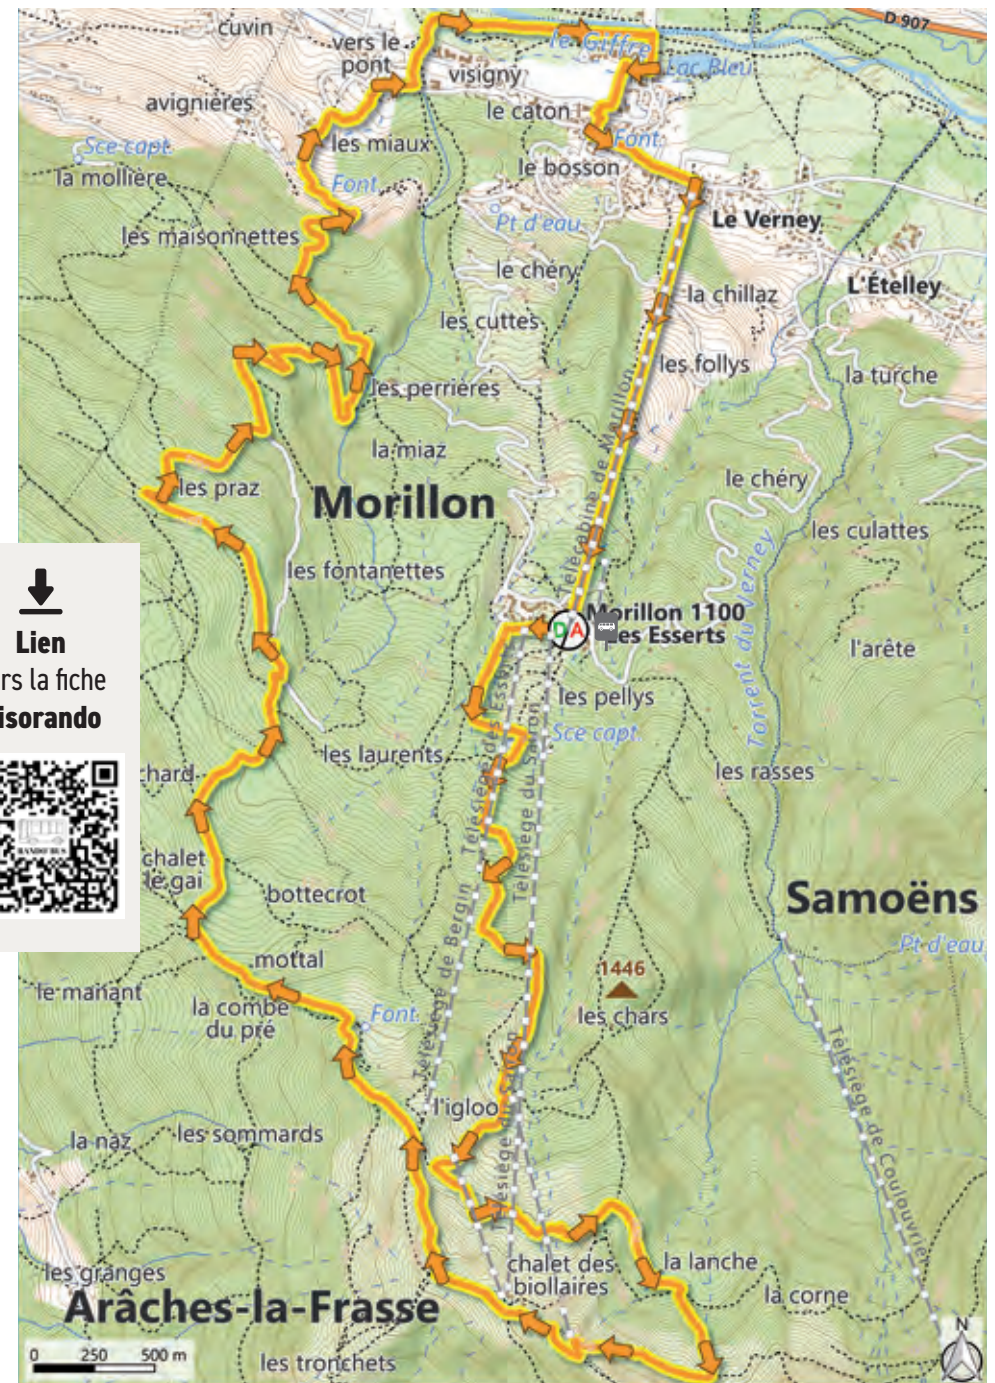 cuvin
D 907
vers le
pont
le Giffre
visigny
Lac Bleu
avignières
le caton
les miaux
Font.
Sce capt.
le bosson
la mollière
Font.
Pt d'eau
Le Verney
les maisonnettes
le chéry
L'Ételley
la chillaz
les cuttes
les follys
la turche
les perrières
Télécabine de Morillon
la miaz
le chéry
les praz
Morillon
les culattes
les fontanettes
Torrent du Verney
Morillon 1100
Les Esserts
D/A
l'arête
Lien
rs la fiche
isorando
les pellys
Sce capt.
les laurents
les rasses
chard
Télésiège du Sairon
chalet
le gai
bottecrot
Samoëns
Télésiège de Bergin
Pt d'eau
mottal
1446
le manant
la combe
du pré
Font.
les chars
Télésiège de Coulouvrier
l'igloo
la naz
les sommards
chalet des
biollaires
la lanche
les granges
la corne
Arâches-la-Frasse
N
0 250 500 m
les tronchets